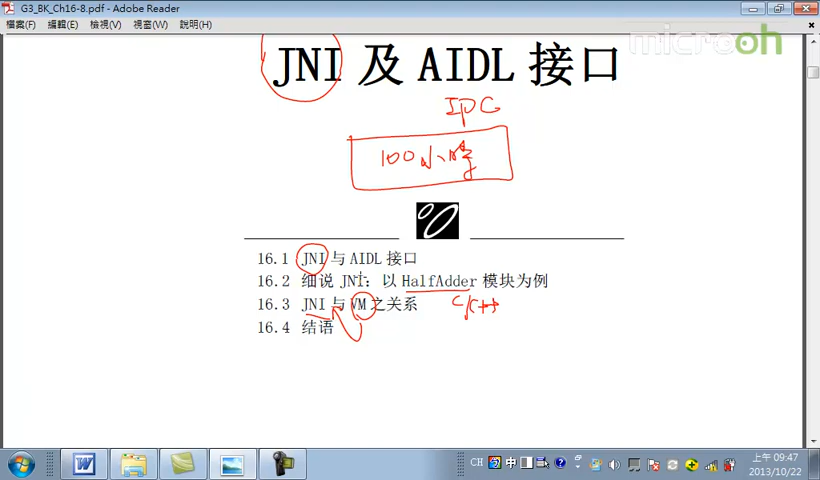 G3_BK_Ch16-8.pdf - Adobe Reader
檔案(F) 編輯(E) 檢視(V) 視窗(W) 說明(H)
microoh
JNI 及 AIDL 接口
IPC
100小時
16.1 JNI 与 AIDL 接口
16.2 细说 JNI：以 HalfAdder 模块为例
16.3 JNI 与 VM 之关系
C/C++
16.4 结语
CH 中
上午 09:47
2013/10/22